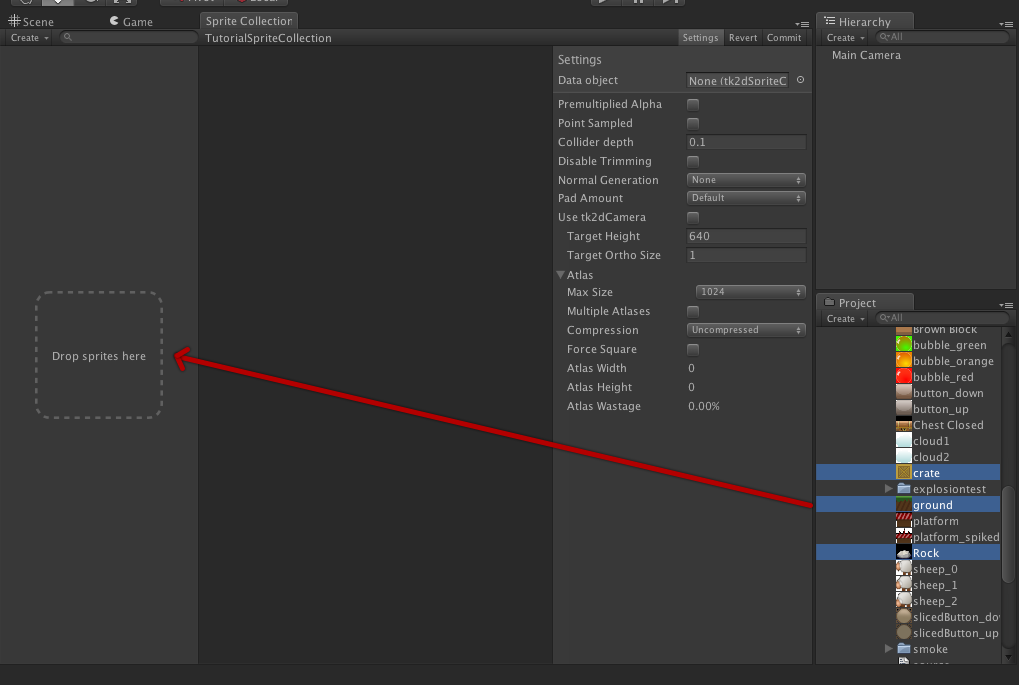 Scene
Game
Sprite Collection
Create
TutorialSpriteCollection
Settings
Revert
Commit
Settings
Data object
None (tk2dSpriteC
Premultiplied Alpha
Point Sampled
Collider depth
0.1
Disable Trimming
Normal Generation
None
Pad Amount
Default
Use tk2dCamera
Target Height
640
Target Ortho Size
1
Atlas
Max Size
1024
Multiple Atlases
Compression
Uncompressed
Force Square
Atlas Width
0
Atlas Height
0
Atlas Wastage
0.00%
Drop sprites here
Hierarchy
Create
All
Main Camera
Project
Create
All
Brown Block
bubble_green
bubble_orange
bubble_red
button_down
button_up
Chest Closed
cloud1
cloud2
crate
explosiontest
ground
platform
platform_spiked
Rock
sheep_0
sheep_1
sheep_2
slicedButton_do
slicedButton_up
smoke